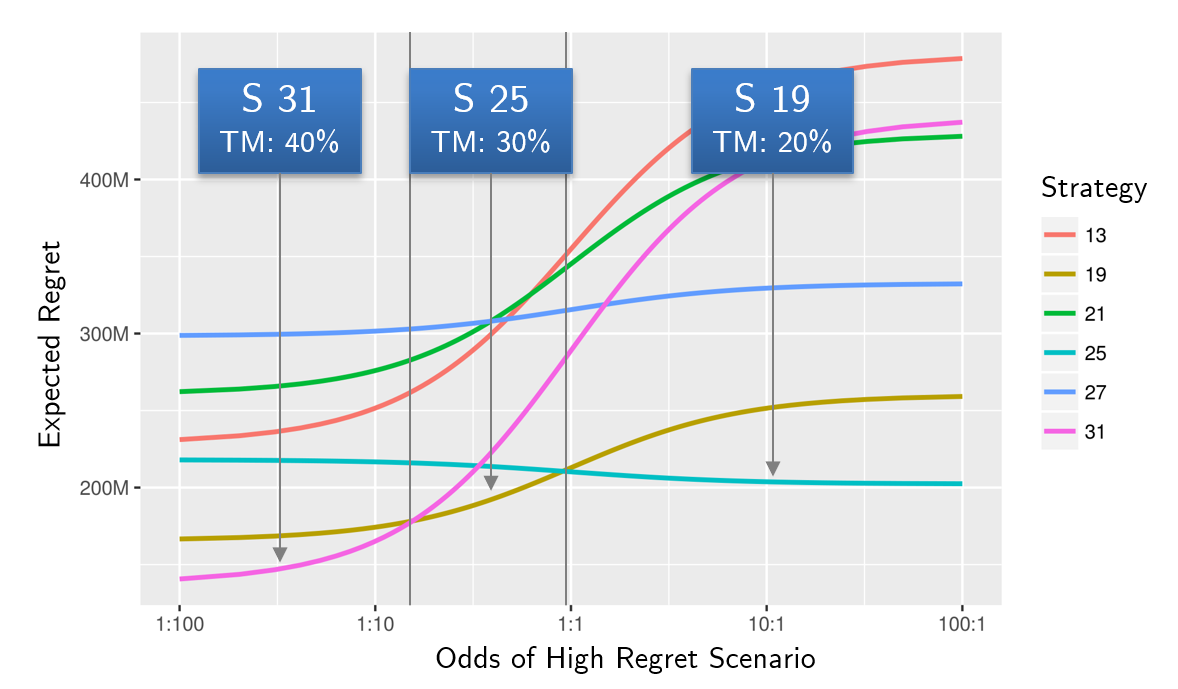 S 31
TM: 40%
S 25
TM: 30%
S 19
TM: 20%
400M
300M
200M
Expected Regret
1:100
1:10
1:1
10:1
100:1
Odds of High Regret Scenario
Strategy
13
19
21
25
27
31